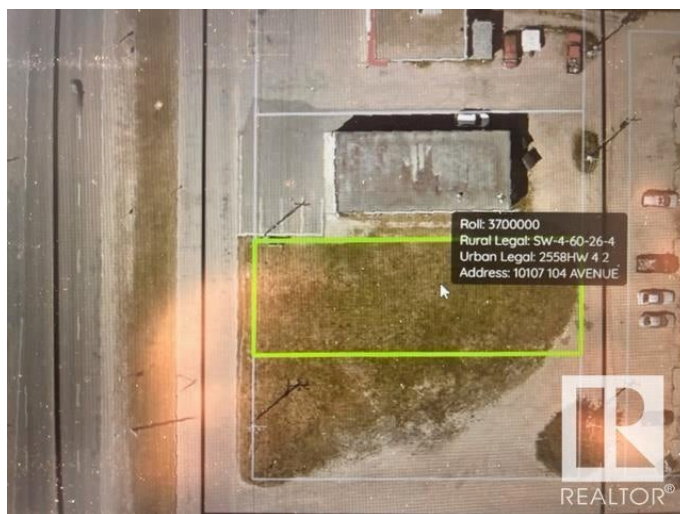 Roll: 3700000
Rural Legal: SW-4-60-26-4
Urban Legal: 2558HW 4 2
Address: 10107 104 AVENUE
R
REALTOR®